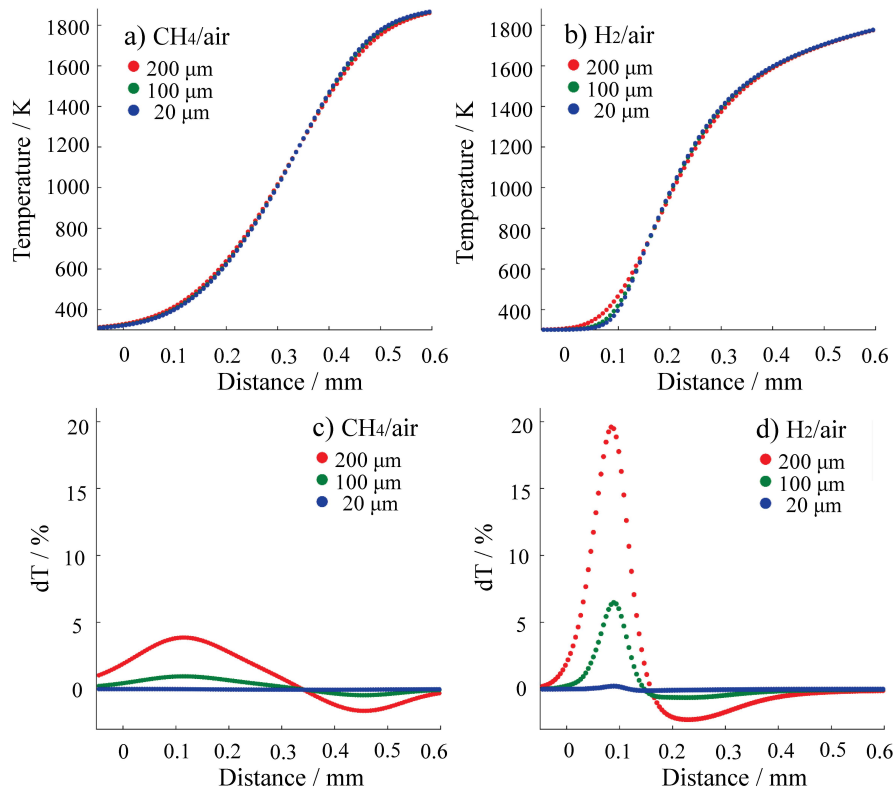 a) CH4/air
200 μm
100 μm
20 μm
Temperature / K
1800
1600
1400
1200
1000
800
600
400
0 0.1 0.2 0.3 0.4 0.5 0.6
Distance / mm
b) H2/air
200 μm
100 μm
20 μm
Temperature / K
1800
1600
1400
1200
1000
800
600
400
0 0.1 0.2 0.3 0.4 0.5 0.6
Distance / mm
c) CH4/air
200 μm
100 μm
20 μm
dT / %
20
15
10
5
0
0 0.1 0.2 0.3 0.4 0.5 0.6
Distance / mm
d) H2/air
200 μm
100 μm
20 μm
dT / %
20
15
10
5
0
0 0.1 0.2 0.3 0.4 0.5 0.6
Distance / mm